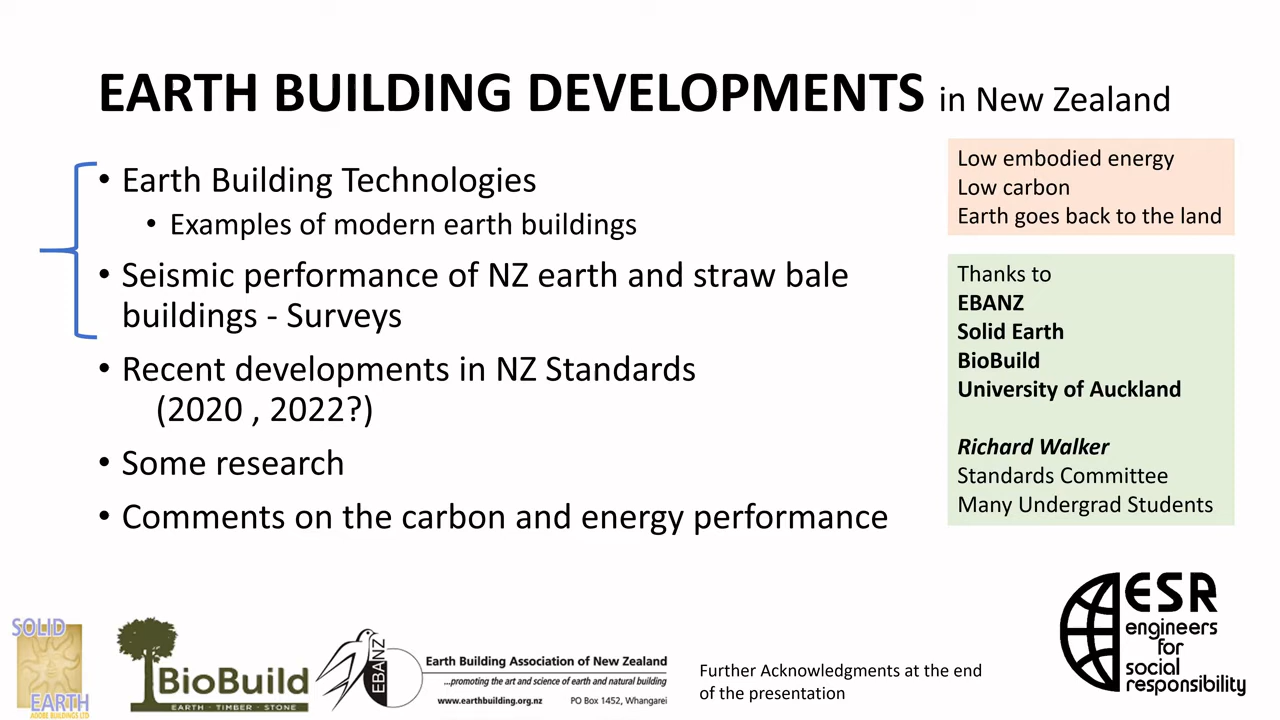 EARTH BUILDING DEVELOPMENTS in New Zealand
• Earth Building Technologies
• Examples of modern earth buildings
• Seismic performance of NZ earth and straw bale
buildings - Surveys
• Recent developments in NZ Standards
(2020 , 2022?)
• Some research
• Comments on the carbon and energy performance
Low embodied energy
Low carbon
Earth goes back to the land
Thanks to
EBANZ
Solid Earth
BioBuild
University of Auckland
Richard Walker
Standards Committee
Many Undergrad Students
SOLID
EARTH
ADOBE BUILDINGS LTD
BioBuild
EARTH - TIMBER - STONE
EBANZ
Earth Building Association of New Zealand
...promoting the art and science of earth and natural building
www.earthbuilding.org.nz PO Box 1452, Whangarei
Further Acknowledgments at the end
of the presentation
ESR
engineers
for
social
responsibility